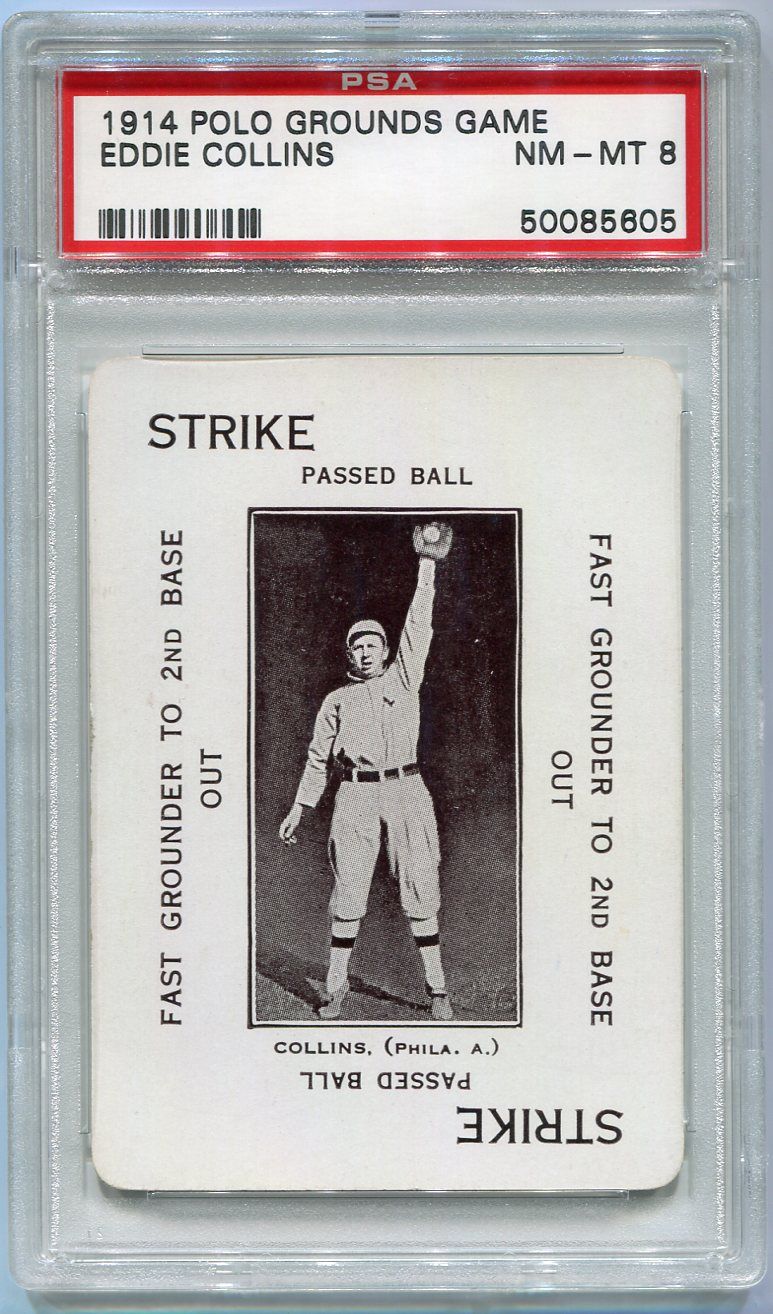 PSA
1914 POLO GROUNDS GAME
EDDIE COLLINS NM - MT 8
50085605
STRIKE
PASSED BALL
FAST GROUNDER TO 2ND BASE
OUT
FAST GROUNDER TO 2ND BASE
OUT
COLLINS, (PHILA. A.)
PASSED BALL
STRIKE